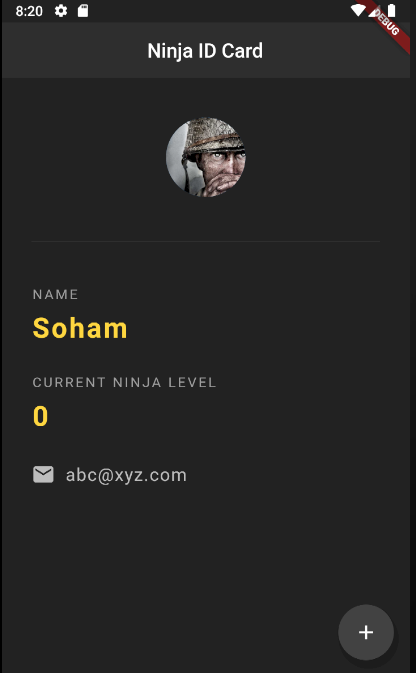 8:20
DEBUG
Ninja ID Card
NAME
Soham
CURRENT NINJA LEVEL
0
abc@xyz.com
+